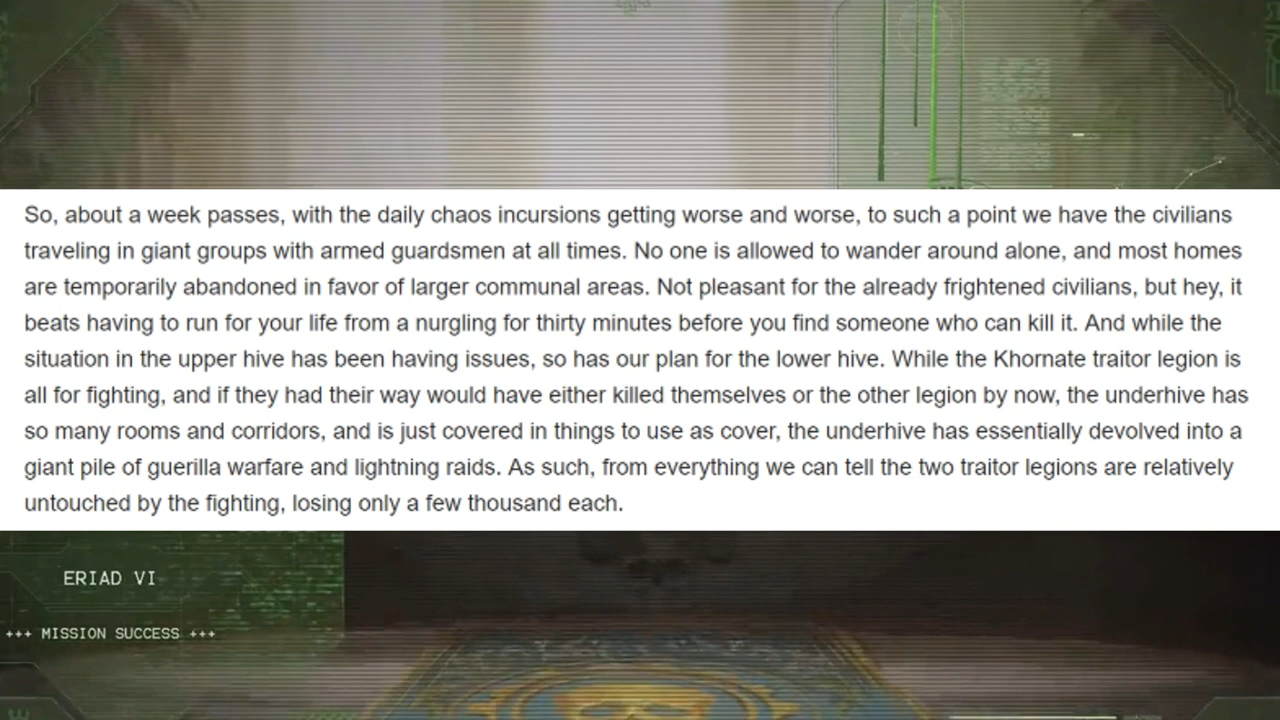 So, about a week passes, with the daily chaos incursions getting worse and worse, to such a point we have the civilians
traveling in giant groups with armed guardsmen at all times. No one is allowed to wander around alone, and most homes
are temporarily abandoned in favor of larger communal areas. Not pleasant for the already frightened civilians, but hey, it
beats having to run for your life from a nurgling for thirty minutes before you find someone who can kill it. And while the
situation in the upper hive has been having issues, so has our plan for the lower hive. While the Khornate traitor legion is
all for fighting, and if they had their way would have either killed themselves or the other legion by now, the underhive has
so many rooms and corridors, and is just covered in things to use as cover, the underhive has essentially devolved into a
giant pile of guerilla warfare and lightning raids. As such, from everything we can tell the two traitor legions are relatively
untouched by the fighting, losing only a few thousand each.
ERIAD VI
+++ MISSION SUCCESS +++